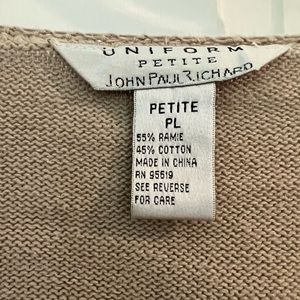 UNIFORM
PETITE
JOHN PAUL RICHARD
PETITE
PL
55% RAMIE
45% COTTON
MADE IN CHINA
RN 95519
SEE REVERSE
FOR CARE